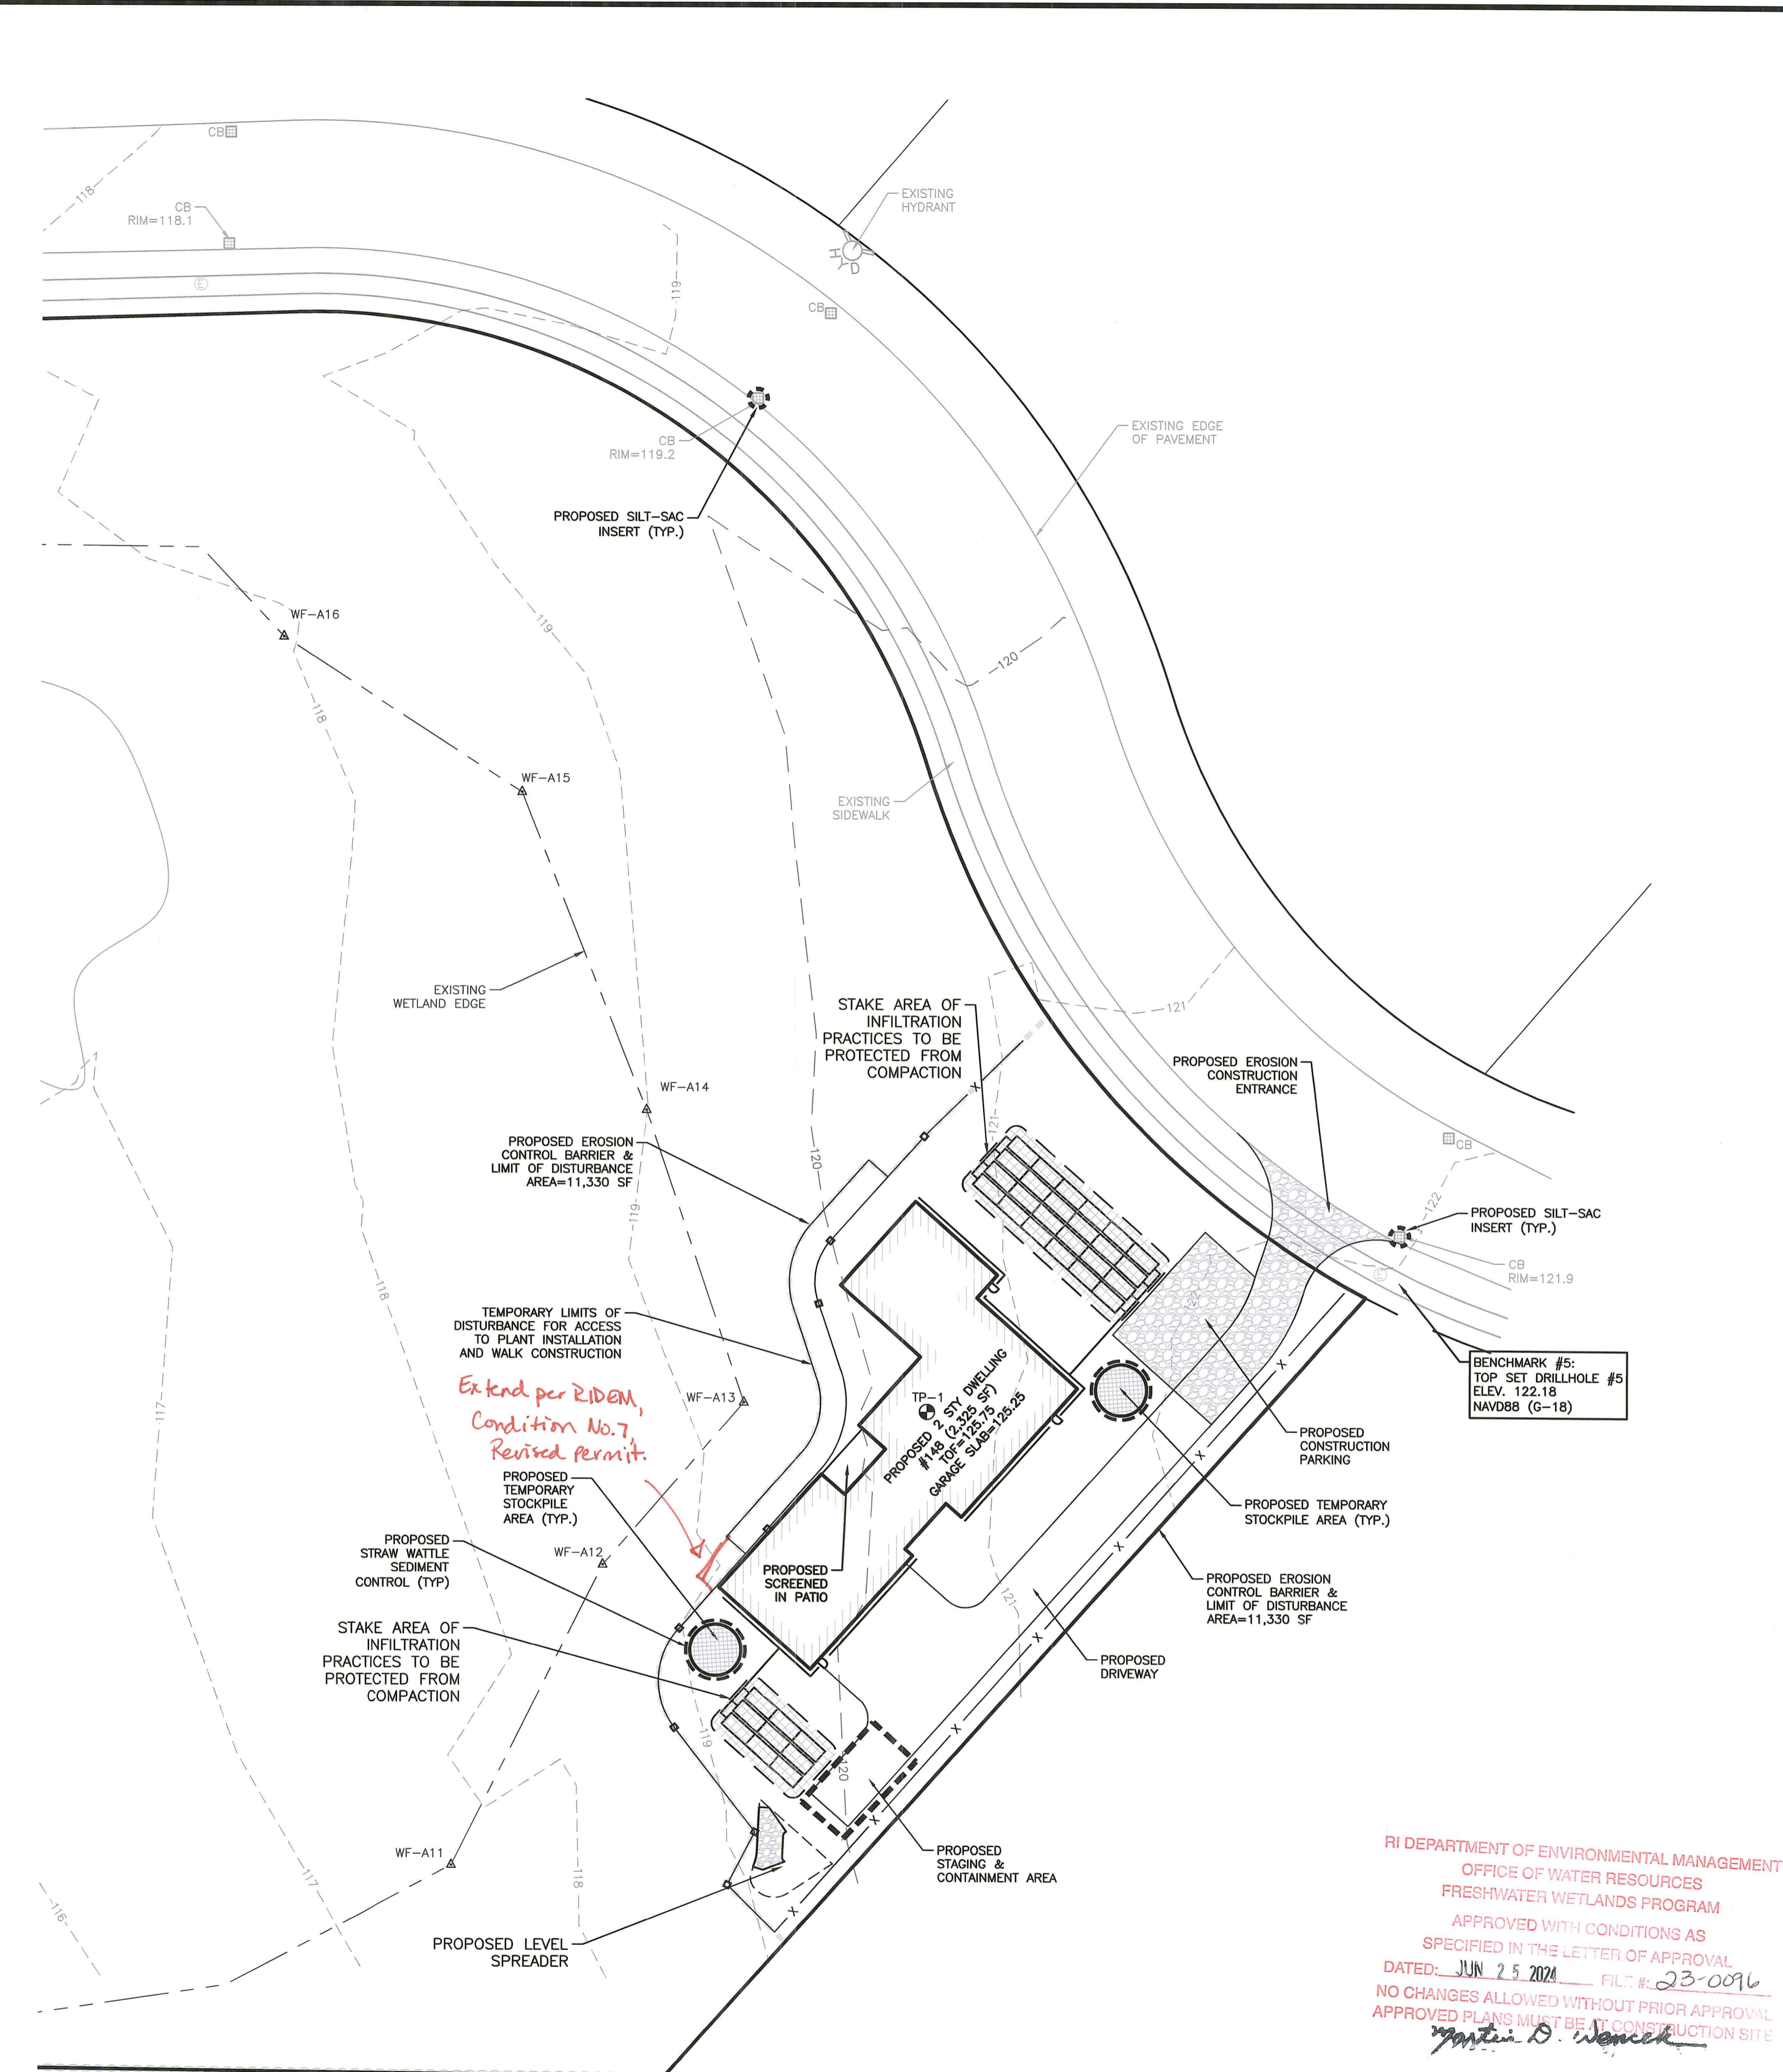 CB
118
CB
RIM=118.1
EXISTING
HYDRANT
HYD
E
119
CB
EXISTING EDGE
OF PAVEMENT
CB
RIM=119.2
PROPOSED SILT-SAC
INSERT (TYP.)
WF-A16
119
120
118
WF-A15
EXISTING
SIDEWALK
EXISTING
WETLAND EDGE
STAKE AREA OF
INFILTRATION
PRACTICES TO BE
PROTECTED FROM
COMPACTION
121
PROPOSED EROSION
CONSTRUCTION
ENTRANCE
WF-A14
X
121
CB
PROPOSED EROSION
CONTROL BARRIER &
LIMIT OF DISTURBANCE
AREA=11,330 SF
120
119
122
PROPOSED SILT-SAC
INSERT (TYP.)
CB
RIM=121.9
E
118
122
D
TEMPORARY LIMITS OF
DISTURBANCE FOR ACCESS
TO PLANT INSTALLATION
AND WALK CONSTRUCTION
BENCHMARK #5:
TOP SET DRILLHOLE #5
ELEV. 122.18
NAVD88 (G-18)
X
Extend per RIDEM,
Condition No.7,
Revised Permit.
WF-A13
TP-1
PROPOSED 2 STY DWELLING
#148 (2,325 SF)
TOF=125.75
GARAGE SLAB=125.25
D
117
PROPOSED
CONSTRUCTION
PARKING
X
PROPOSED
TEMPORARY
STOCKPILE
AREA (TYP.)
PROPOSED TEMPORARY
STOCKPILE AREA (TYP.)
PROPOSED
STRAW WATTLE
SEDIMENT
CONTROL (TYP)
WF-A12
X
PROPOSED
SCREENED
IN PATIO
PROPOSED EROSION
CONTROL BARRIER &
LIMIT OF DISTURBANCE
AREA=11,330 SF
121
STAKE AREA OF
INFILTRATION
PRACTICES TO BE
PROTECTED FROM
COMPACTION
X
D
PROPOSED
DRIVEWAY
119
X
120
X
WF-A11
117
118
116
PROPOSED
STAGING &
CONTAINMENT AREA
X
PROPOSED LEVEL
SPREADER
RI DEPARTMENT OF ENVIRONMENTAL MANAGEMENT
OFFICE OF WATER RESOURCES
FRESHWATER WETLANDS PROGRAM
APPROVED WITH CONDITIONS AS
SPECIFIED IN THE LETTER OF APPROVAL
DATED: JUN 25 2024 FILE #: 23-0096
NO CHANGES ALLOWED WITHOUT PRIOR APPROVAL
APPROVED PLANS MUST BE AT CONSTRUCTION SITE
Martin D. Wencek